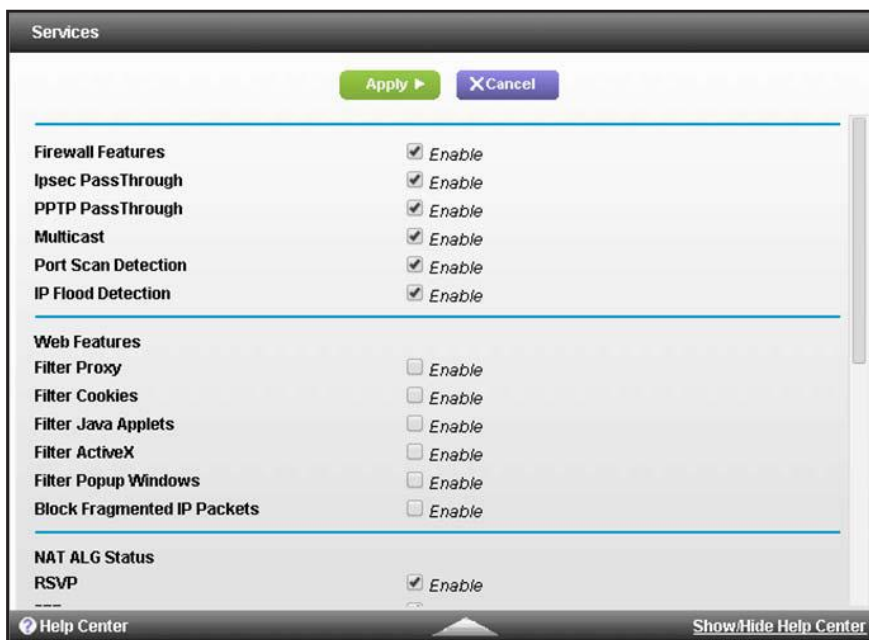 Services
Apply
Cancel
Firewall Features Enable
Ipsec PassThrough Enable
PPTP PassThrough Enable
Multicast Enable
Port Scan Detection Enable
IP Flood Detection Enable
Web Features
Filter Proxy Enable
Filter Cookies Enable
Filter Java Applets Enable
Filter ActiveX Enable
Filter Popup Windows Enable
Block Fragmented IP Packets Enable
NAT ALG Status
RSVP Enable
Help Center
Show/Hide Help Center